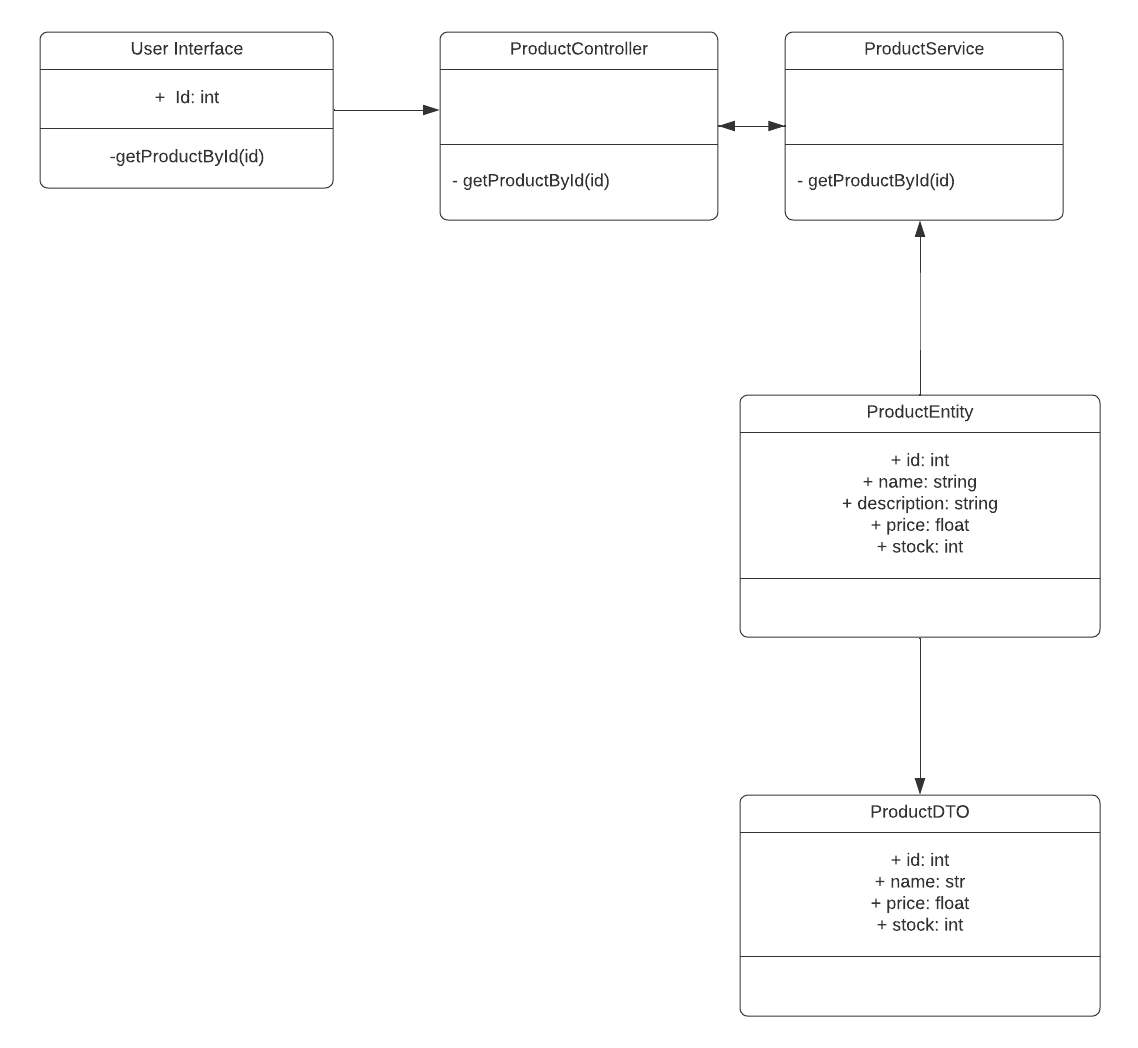 User Interface
+ Id: int
-getProductById(id)
ProductController
- getProductById(id)
ProductService
- getProductById(id)
ProductEntity
+ id: int
+ name: string
+ description: string
+ price: float
+ stock: int
ProductDTO
+ id: int
+ name: str
+ price: float
+ stock: int